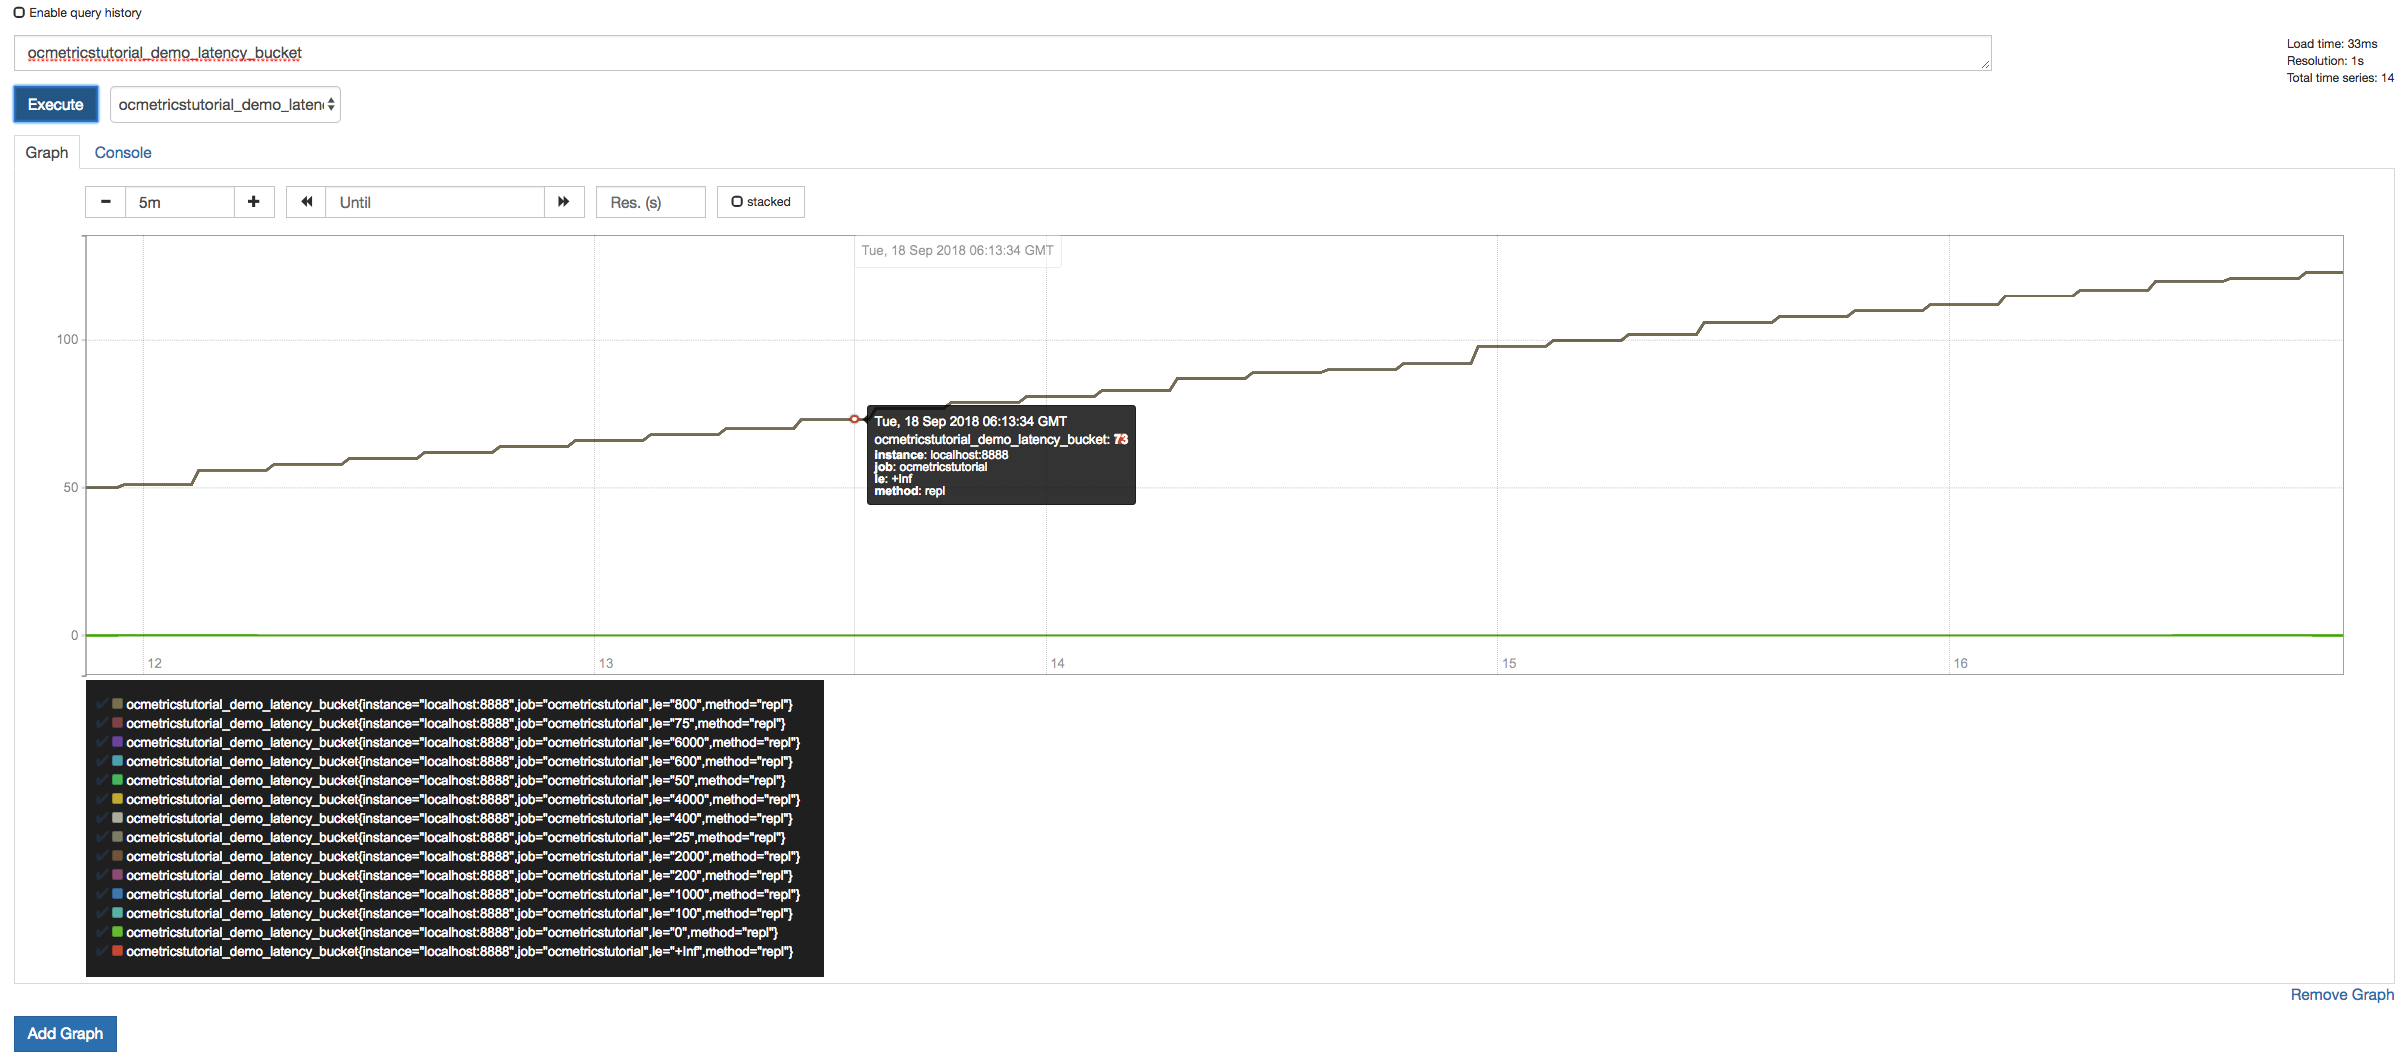 Enable query history
ocmetricstutorial_demo_latency_bucket
Load time: 33ms
Resolution: 1s
Total time series: 14
Execute
ocmetricstutorial_demo_laten
Graph
Console
5m
Until
Res. (s)
stacked
Tue, 18 Sep 2018 06:13:34 GMT
100
50
0
Tue, 18 Sep 2018 06:13:34 GMT
ocmetricstutorial_demo_latency_bucket: 73
instance: localhost:8888
job: ocmetricstutorial
le: +Inf
method: repl
12
13
14
15
16
ocmetricstutorial_demo_latency_bucket{instance="localhost:8888",job="ocmetricstutorial",le="800",method="repl"}
ocmetricstutorial_demo_latency_bucket{instance="localhost:8888",job="ocmetricstutorial",le="75",method="repl"}
ocmetricstutorial_demo_latency_bucket{instance="localhost:8888",job="ocmetricstutorial",le="6000",method="repl"}
ocmetricstutorial_demo_latency_bucket{instance="localhost:8888",job="ocmetricstutorial",le="600",method="repl"}
ocmetricstutorial_demo_latency_bucket{instance="localhost:8888",job="ocmetricstutorial",le="50",method="repl"}
ocmetricstutorial_demo_latency_bucket{instance="localhost:8888",job="ocmetricstutorial",le="4000",method="repl"}
ocmetricstutorial_demo_latency_bucket{instance="localhost:8888",job="ocmetricstutorial",le="400",method="repl"}
ocmetricstutorial_demo_latency_bucket{instance="localhost:8888",job="ocmetricstutorial",le="25",method="repl"}
ocmetricstutorial_demo_latency_bucket{instance="localhost:8888",job="ocmetricstutorial",le="2000",method="repl"}
ocmetricstutorial_demo_latency_bucket{instance="localhost:8888",job="ocmetricstutorial",le="200",method="repl"}
ocmetricstutorial_demo_latency_bucket{instance="localhost:8888",job="ocmetricstutorial",le="1000",method="repl"}
ocmetricstutorial_demo_latency_bucket{instance="localhost:8888",job="ocmetricstutorial",le="100",method="repl"}
ocmetricstutorial_demo_latency_bucket{instance="localhost:8888",job="ocmetricstutorial",le="0",method="repl"}
ocmetricstutorial_demo_latency_bucket{instance="localhost:8888",job="ocmetricstutorial",le="+Inf",method="repl"}
Remove Graph
Add Graph